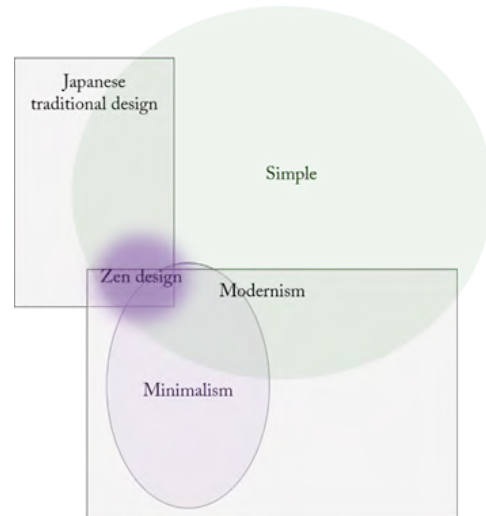 Japanese
traditional design
Simple
Zen design
Modernism
Minimalism